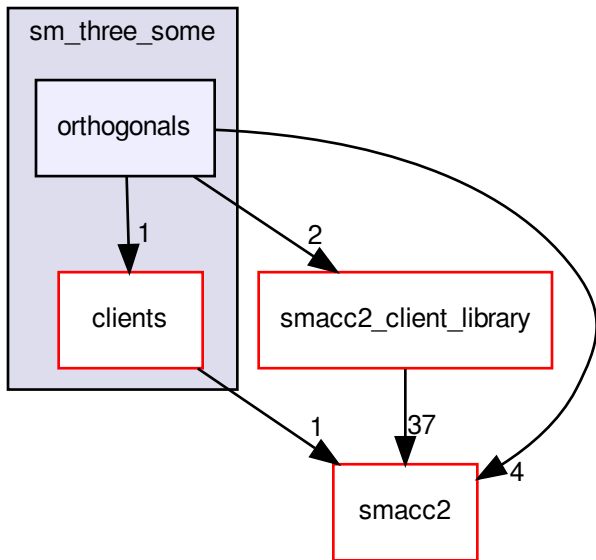 sm_three_some
orthogonals
1
2
clients
smacc2_client_library
1
37
4
smacc2